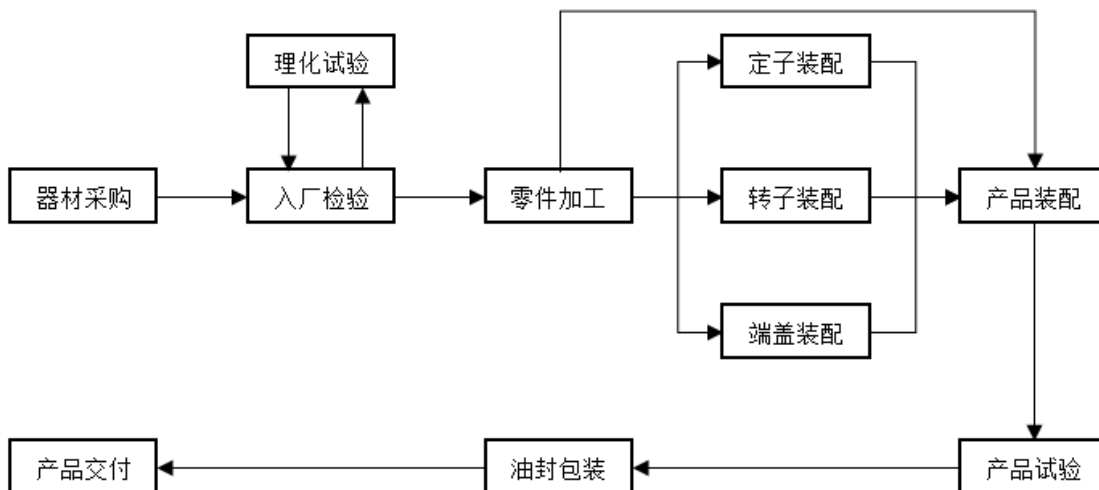 理化试验
定子装配
器材采购
入厂检验
零件加工
转子装配
产品装配
端盖装配
产品交付
油封包装
产品试验